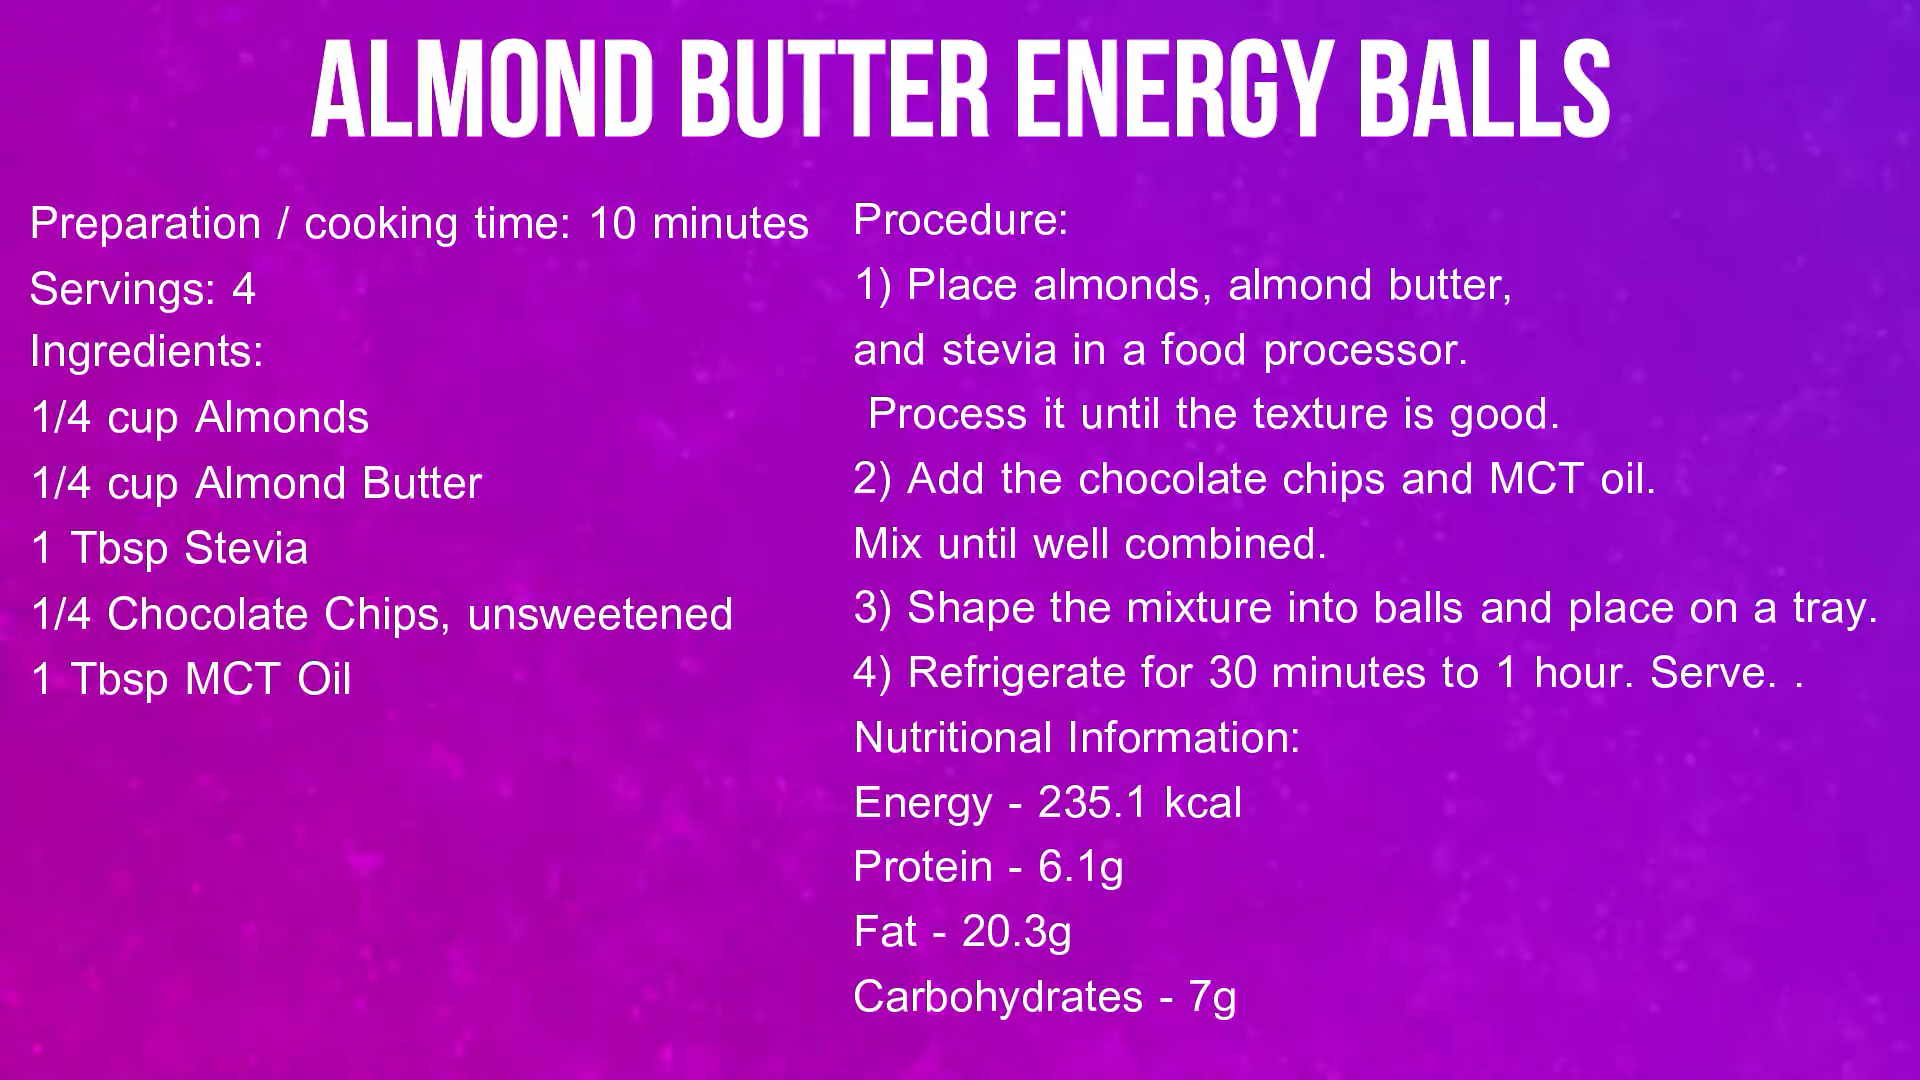 ALMOND BUTTER ENERGY BALLS
Preparation / cooking time: 10 minutes
Servings: 4
Ingredients:
1/4 cup Almonds
1/4 cup Almond Butter
1 Tbsp Stevia
1/4 Chocolate Chips, unsweetened
1 Tbsp MCT Oil
Procedure:
1) Place almonds, almond butter,
and stevia in a food processor.
Process it until the texture is good.
2) Add the chocolate chips and MCT oil.
Mix until well combined.
3) Shape the mixture into balls and place on a tray.
4) Refrigerate for 30 minutes to 1 hour. Serve. .
Nutritional Information:
Energy - 235.1 kcal
Protein - 6.1g
Fat - 20.3g
Carbohydrates - 7g